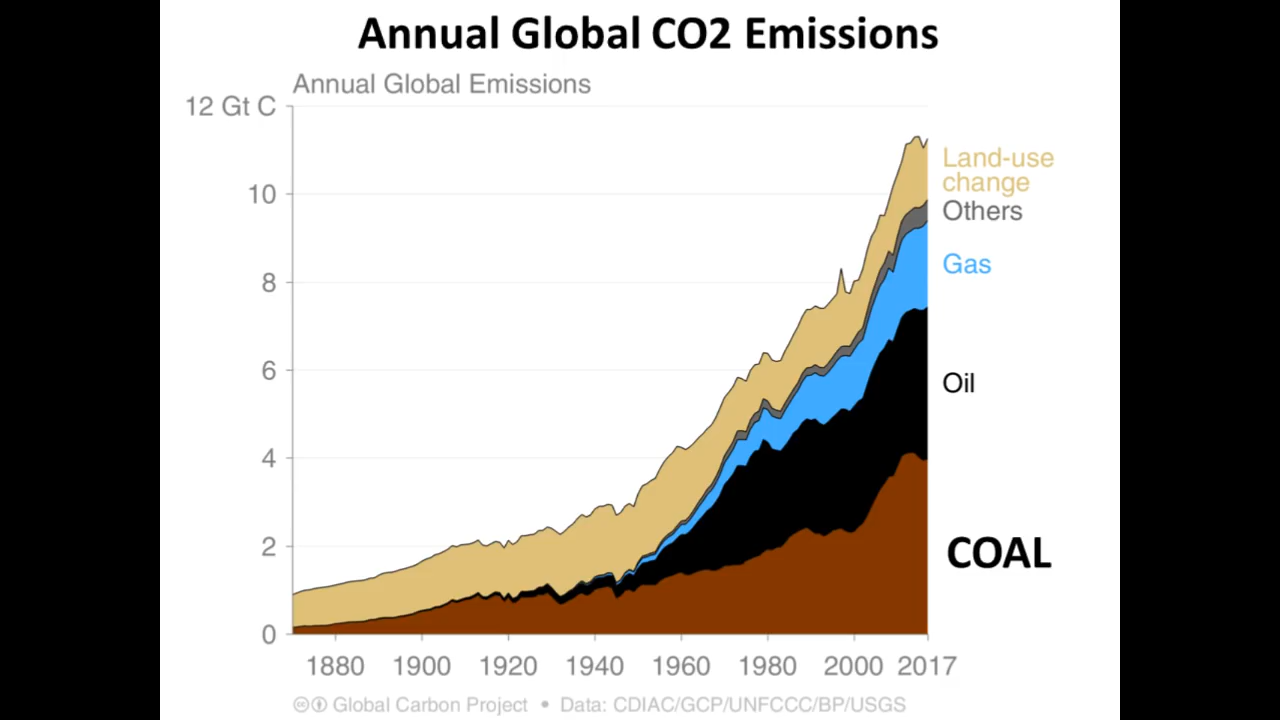 Annual Global CO2 Emissions
Annual Global Emissions
12 Gt C
10
8
6
4
2
0
Land-use
change
Others
Gas
Oil
COAL
1880 1900 1920 1940 1960 1980 2000 2017
Global Carbon Project • Data: CDIAC/GCP/UNFCCC/BP/USGS